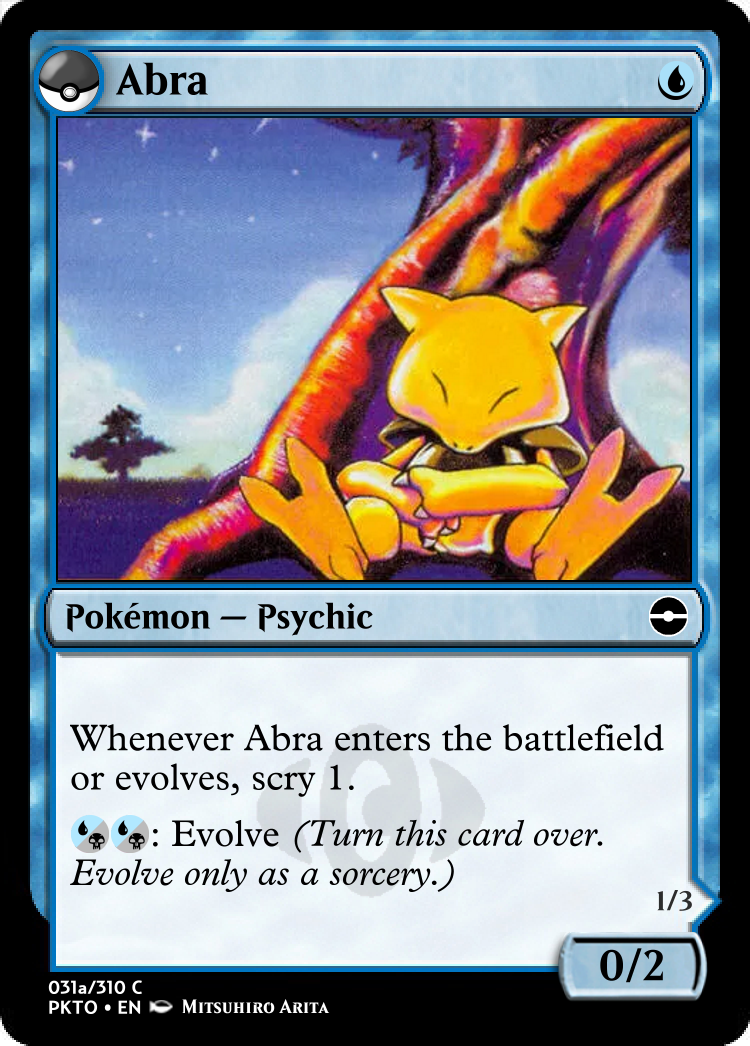 Abra
Pokémon — Psychic
Whenever Abra enters the battlefield
or evolves, scry 1.
: Evolve (Turn this card over.
Evolve only as a sorcery.)
1/3
0/2
031a/310 C
PKTO • EN Mitsuhiro Arita